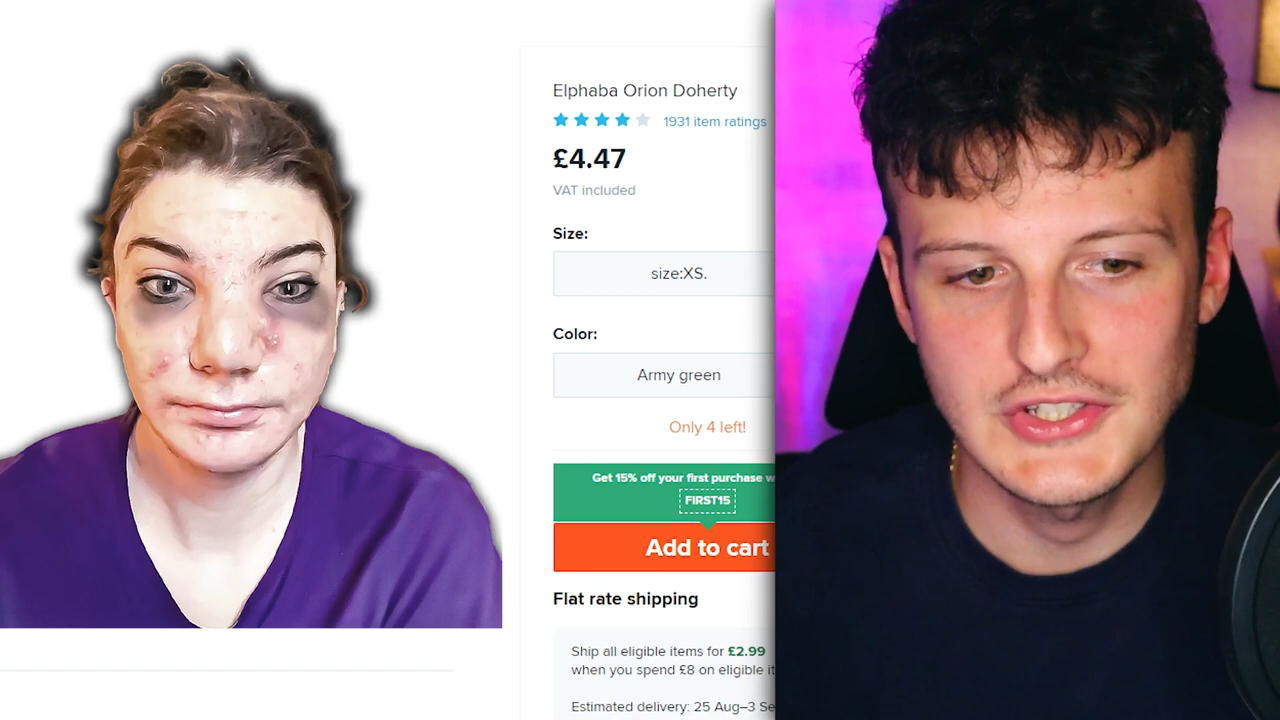 Elphaba Orion Doherty
1931 item ratings
£4.47
VAT included
Size:
size:XS.
Color:
Army green
Only 4 left!
Get 15% off your first purchase
FIRST15
Add to cart
Flat rate shipping
Ship all eligible items for £2.99
when you spend £8 on eligible
Estimated delivery: 25 Aug–3